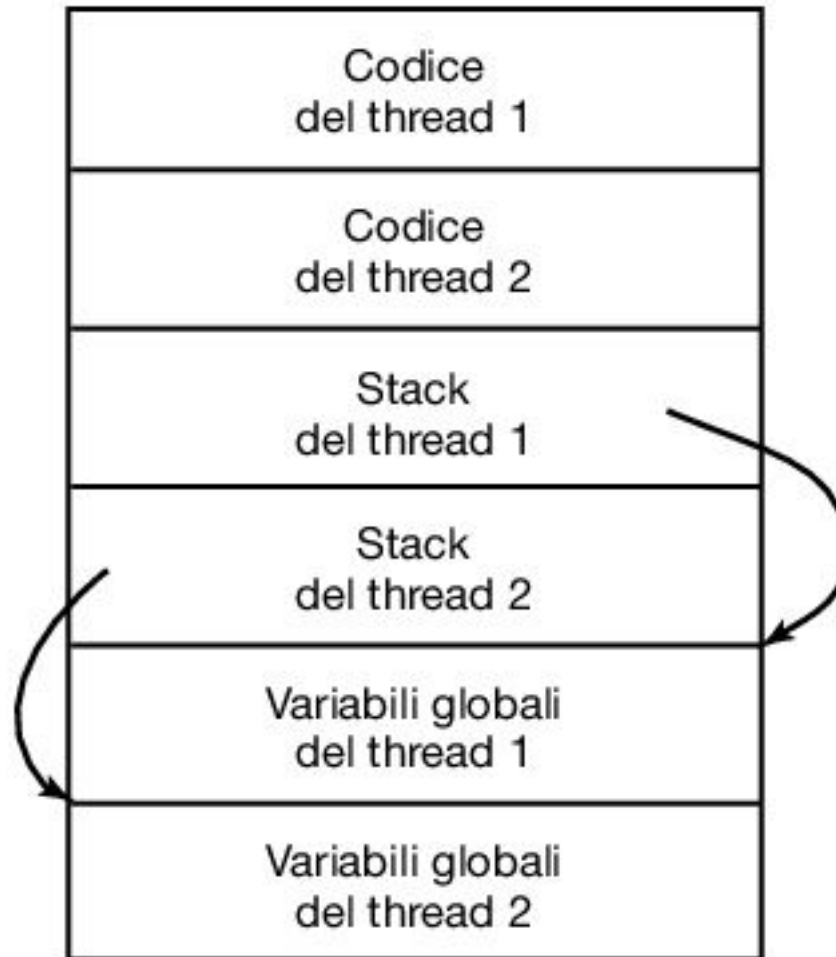 Codice
del thread 1
Codice
del thread 2
Stack
del thread 1
Stack
del thread 2
Variabili globali
del thread 1
Variabili globali
del thread 2